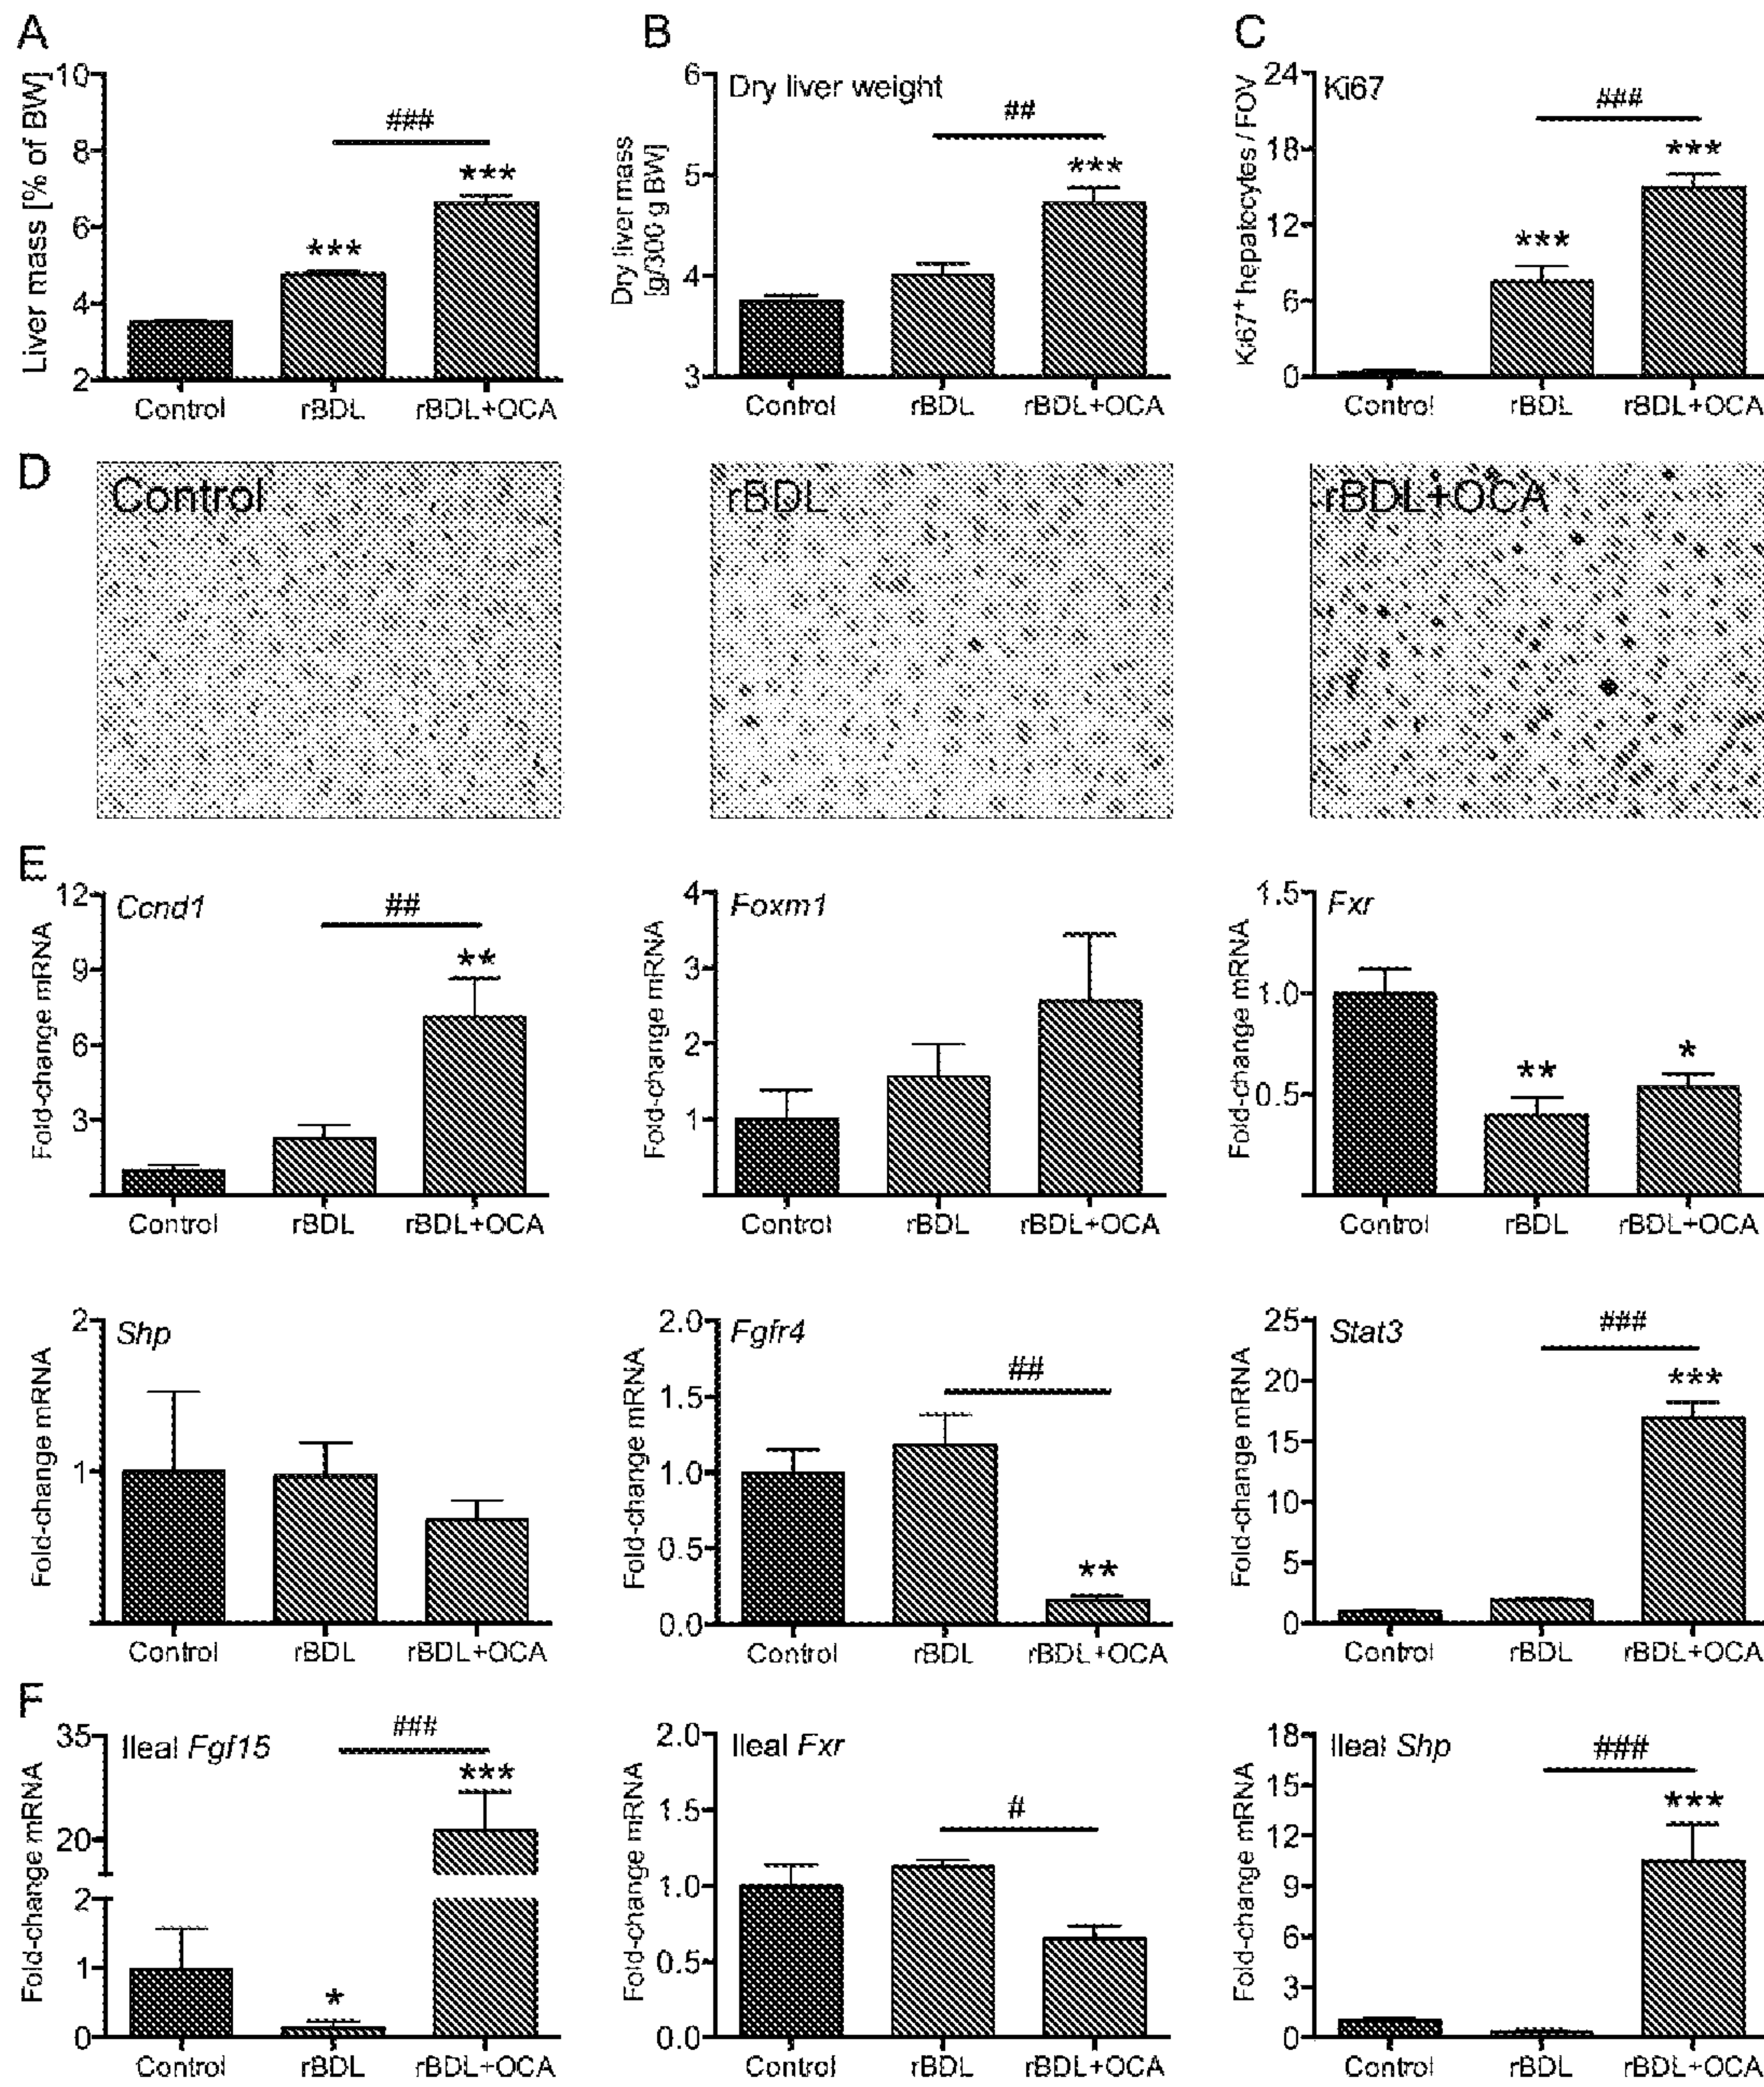 A
Liver mass [% of BW]
10
8
6
4
2
###
***
***
Control rBDL rBDL+OCA
B
Dry liver weight
Dry liver mass
[g/300 g BW]
6
5
4
3
##
***
Control rBDL rBDL+OCA
C
Ki67
Ki67⁺ hepatocytes / FOV
24
18
12
6
0
###
***
***
Control rBDL rBDL+OCA
D
Control
rBDL
rBDL+OCA
E
Ccnd1
Fold-change mRNA
12
9
6
3
##
**
Control rBDL rBDL+OCA
Foxm1
Fold-change mRNA
4
3
2
1
Control rBDL rBDL+OCA
Fxr
Fold-change mRNA
1.5
1.0
0.5
**
*
Control rBDL rBDL+OCA
Shp
Fold-change mRNA
2
1
Control rBDL rBDL+OCA
Fgfr4
Fold-change mRNA
2.0
1.5
1.0
0.5
0.0
##
**
Control rBDL rBDL+OCA
Stat3
Fold-change mRNA
25
20
15
10
5
0
###
***
Control rBDL rBDL+OCA
F
Ileal Fgf15
Fold-change mRNA
35
20
2
1
0
###
***
*
Control rBDL rBDL+OCA
Ileal Fxr
Fold-change mRNA
2.0
1.5
1.0
0.5
0.0
#
Control rBDL rBDL+OCA
Ileal Shp
Fold-change mRNA
18
15
12
9
6
3
0
###
***
Control rBDL rBDL+OCA